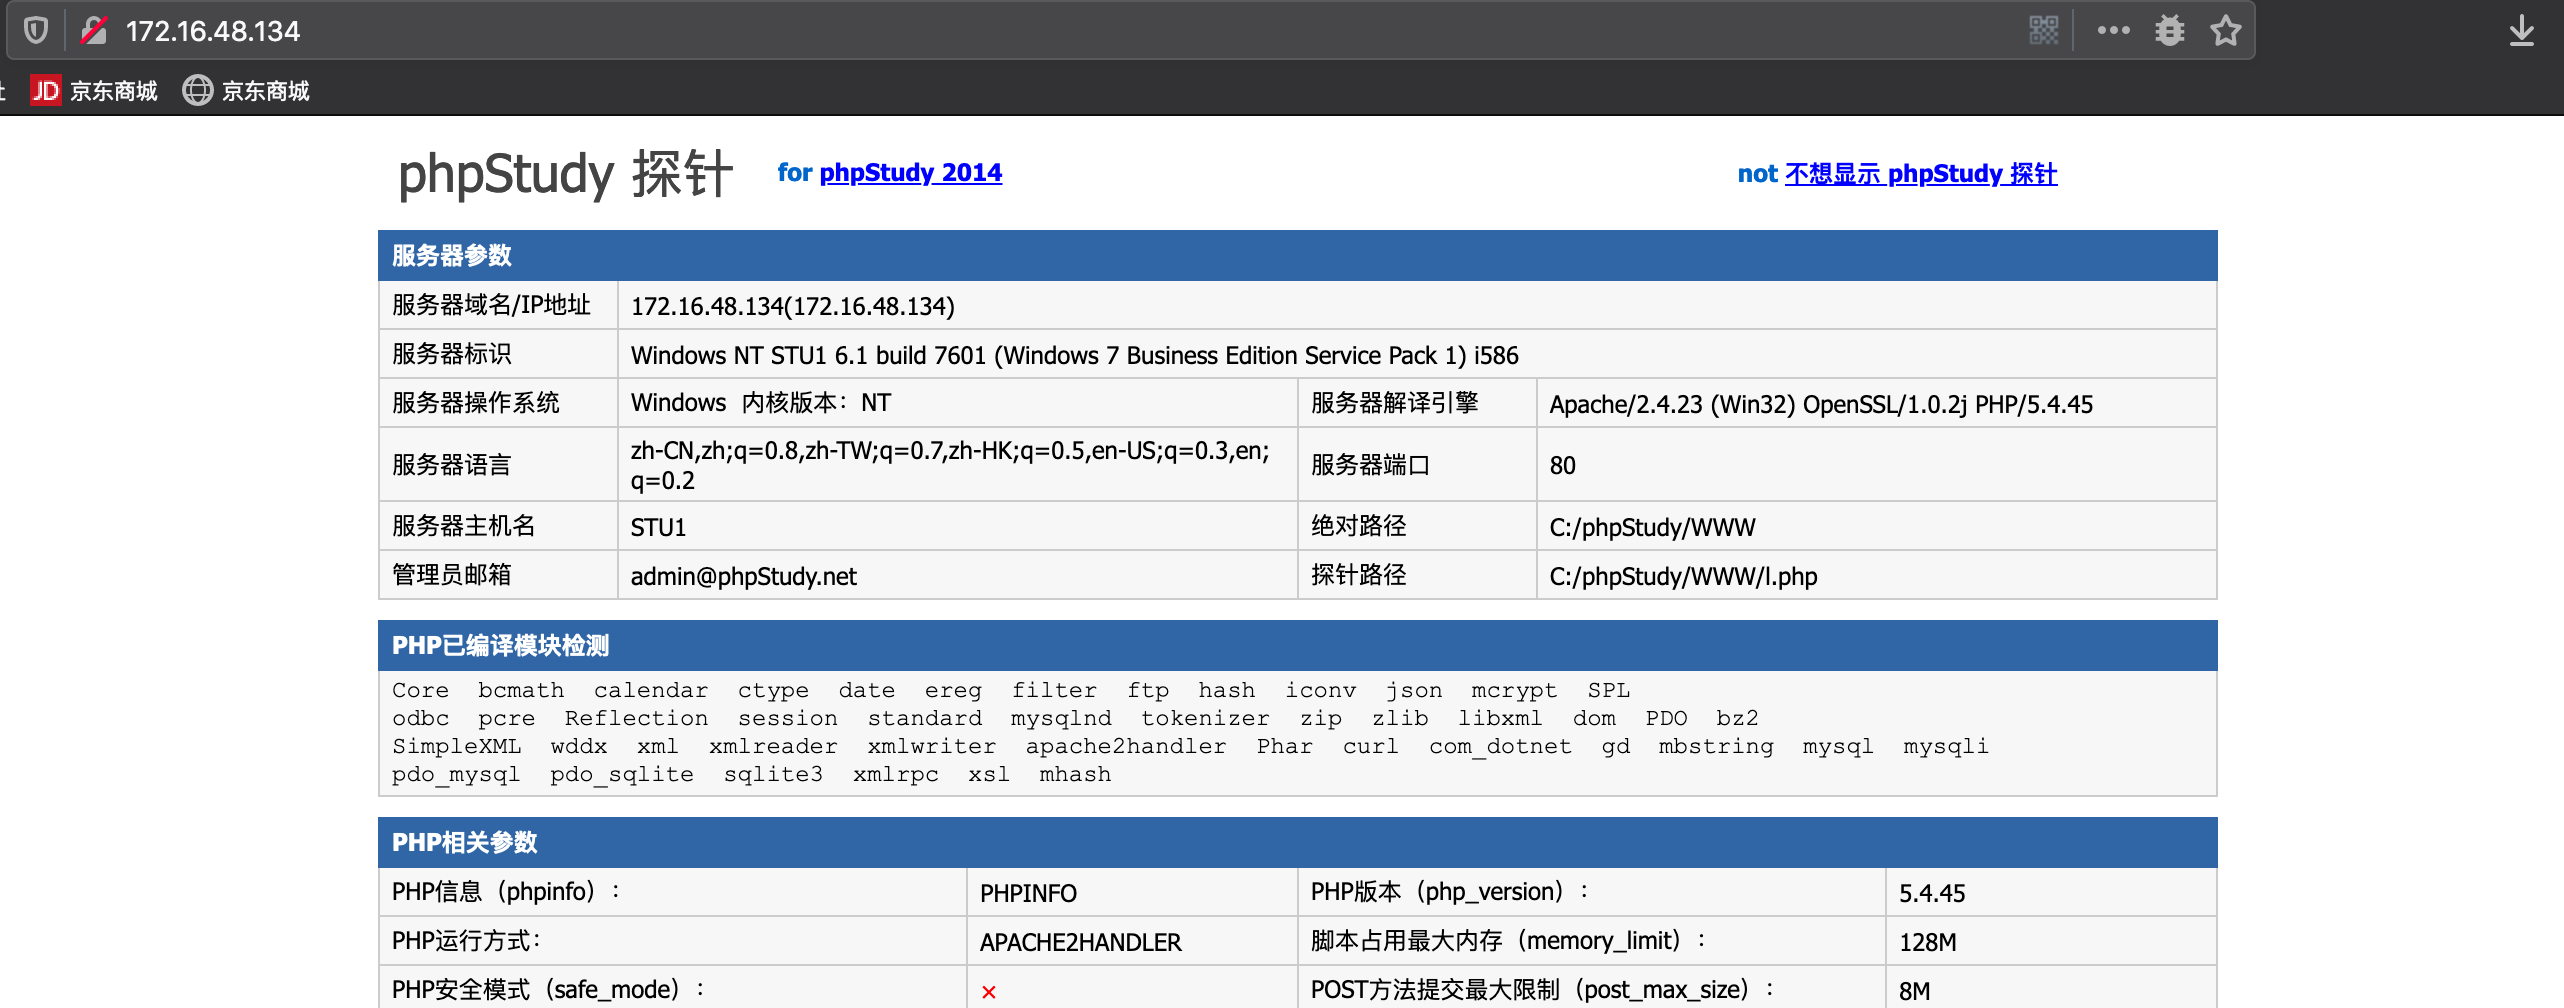 172.16.48.134
JD 京东商城 京东商城
phpStudy 探针 for phpStudy 2014 not 不想显示 phpStudy 探针
服务器参数
服务器域名/IP地址 172.16.48.134(172.16.48.134)
服务器标识 Windows NT STU1 6.1 build 7601 (Windows 7 Business Edition Service Pack 1) i586
服务器操作系统 Windows 内核版本：NT 服务器解译引擎 Apache/2.4.23 (Win32) OpenSSL/1.0.2j PHP/5.4.45
服务器语言 zh-CN,zh;q=0.8,zh-TW;q=0.7,zh-HK;q=0.5,en-US;q=0.3,en;
q=0.2 服务器端口 80
服务器主机名 STU1 绝对路径 C:/phpStudy/WWW
管理员邮箱 admin@phpStudy.net 探针路径 C:/phpStudy/WWW/l.php
PHP已编译模块检测
Core bcmath calendar ctype date ereg filter ftp hash iconv json mcrypt SPL
odbc pcre Reflection session standard mysqlnd tokenizer zip zlib libxml dom PDO bz2
SimpleXML wddx xml xmlreader xmlwriter apache2handler Phar curl com_dotnet gd mbstring mysql mysqli
pdo_mysql pdo_sqlite sqlite3 xmlrpc xsl mhash
PHP相关参数
PHP信息（phpinfo）： PHPINFO PHP版本（php_version）： 5.4.45
PHP运行方式： APACHE2HANDLER 脚本占用最大内存（memory_limit）： 128M
PHP安全模式（safe_mode）： × POST方法提交最大限制（post_max_size）： 8M